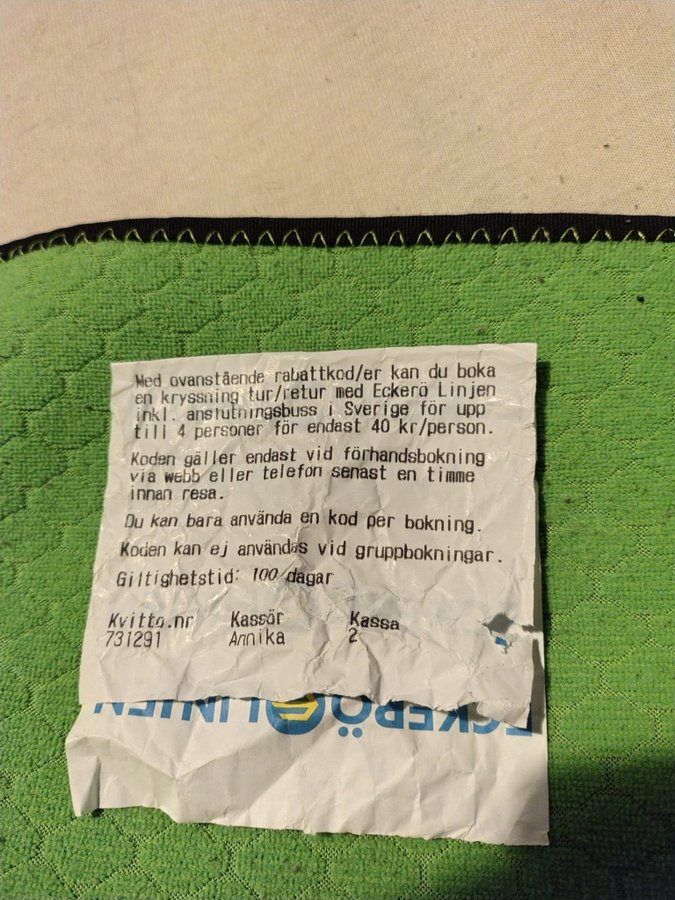 Med ovanstående rabattkod/er kan du boka
en kryssning tur/retur med Eckerö Linjen
inkl. anslutningsbuss i Sverige för upp
till 4 personer för endast 40 kr/person.
Koden gäller endast vid förhandsbokning
via webb eller telefon senast en timme
innan resa.
Du kan bara använda en kod per bokning.
Koden kan ej användas vid gruppbokningar.
Giltighetstid: 100 dagar
Kvitto.nr Kassör Kassa
731291 Annika 2
ECKERÖ LINJEN